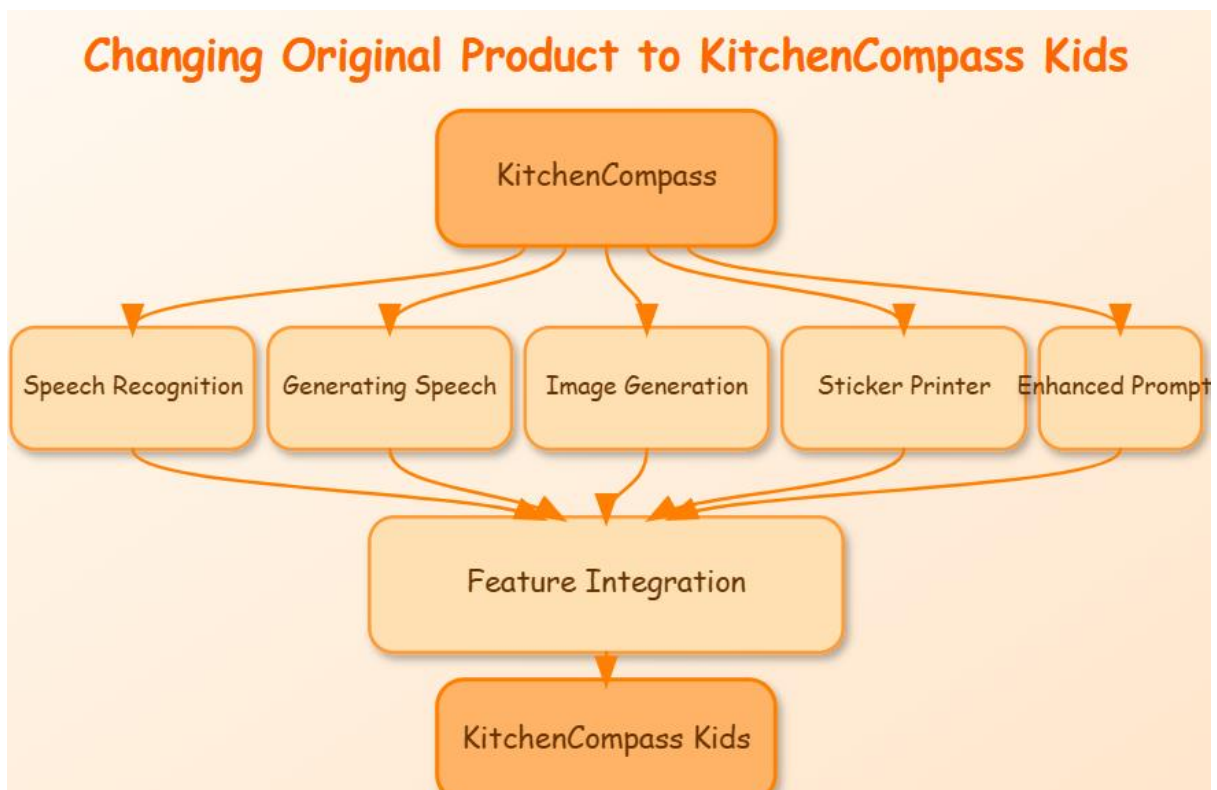 Changing Original Product to KitchenCompass Kids
KitchenCompass
Speech Recognition
Generating Speech
Image Generation
Sticker Printer
Enhanced Prompt
Feature Integration
KitchenCompass Kids